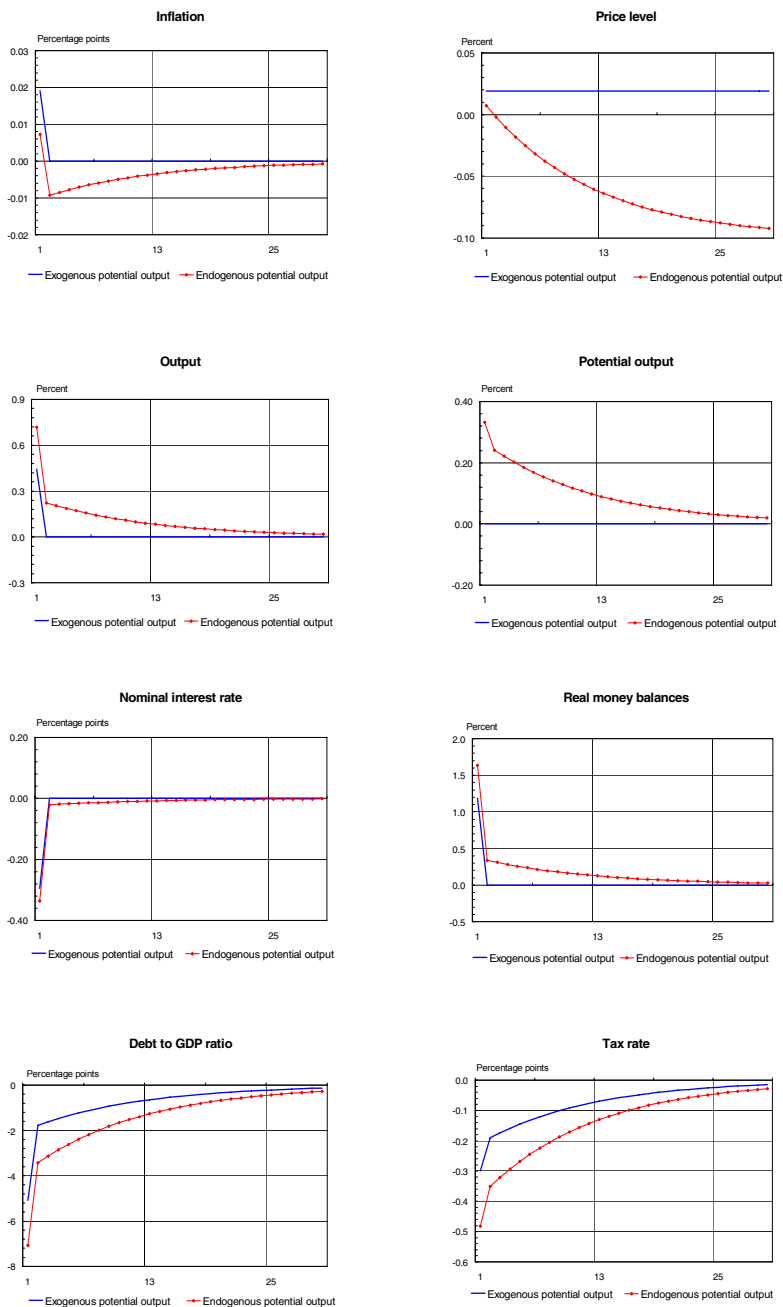 Inflation
Percentage points
0.03
0.02
0.01
0.00
-0.01
-0.02
1 13 25
Exogenous potential output Endogenous potential output
Price level
Percent
0.05
0.00
-0.05
-0.10
1 13 25
Exogenous potential output Endogenous potential output
Output
Percent
0.9
0.6
0.3
0.0
-0.3
1 13 25
Exogenous potential output Endogenous potential output
Potential output
Percent
0.40
0.20
0.00
-0.20
1 13 25
Exogenous potential output Endogenous potential output
Nominal interest rate
Percentage points
0.20
0.00
-0.20
-0.40
1 13 25
Exogenous potential output Endogenous potential output
Real money balances
Percent
2.0
1.5
1.0
0.5
0.0
-0.5
1 13 25
Exogenous potential output Endogenous potential output
Debt to GDP ratio
Percentage points
0
-2
-4
-6
-8
1 13 25
Exogenous potential output Endogenous potential output
Tax rate
Percentage points
0.0
-0.1
-0.2
-0.3
-0.4
-0.5
-0.6
1 13 25
Exogenous potential output Endogenous potential output